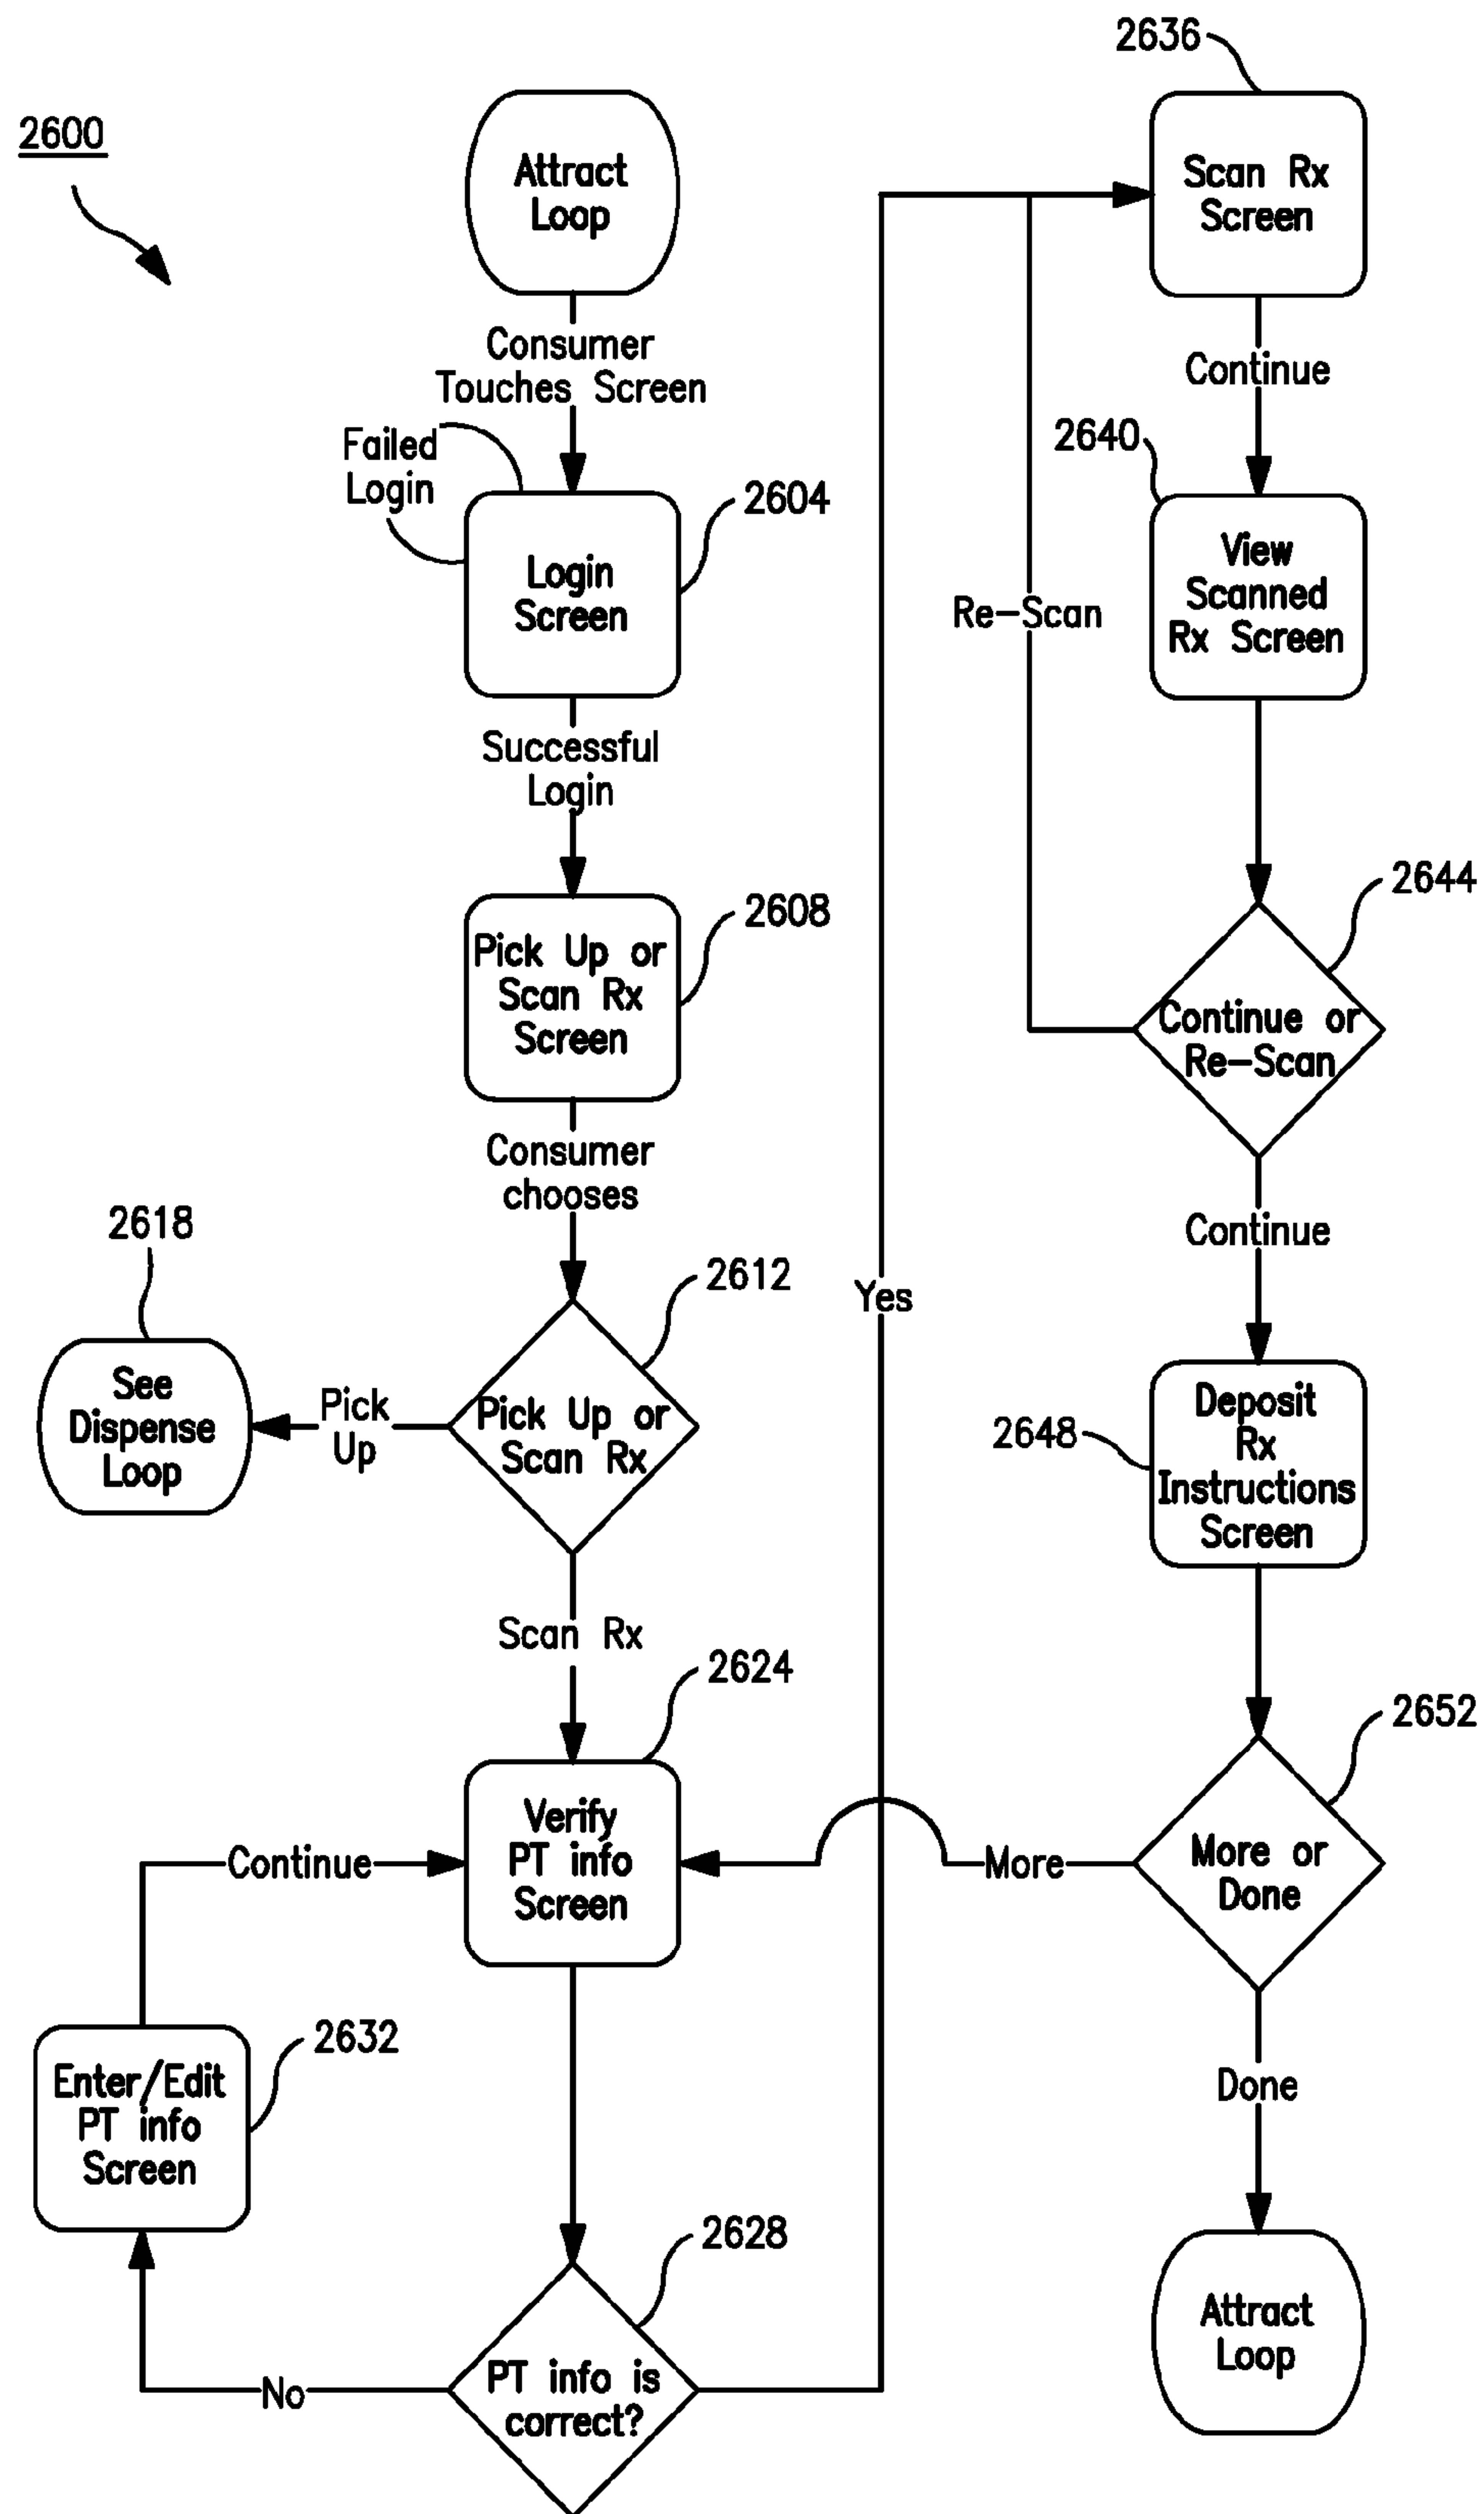 2600
Attract
Loop
Consumer
Touches Screen
Failed
Login
2604
Login
Screen
Successful
Login
2608
Pick Up or
Scan Rx
Screen
Consumer
chooses
2618
2612
See
Dispense
Loop
Pick
Up
Pick Up or
Scan Rx
Scan Rx
2624
Verify
PT info
Screen
Continue
2632
Enter/Edit
PT info
Screen
2628
No
PT info is
correct?
Yes
2636
Scan Rx
Screen
Continue
2640
View
Scanned
Rx Screen
Re-Scan
2644
Continue or
Re-Scan
Continue
2648
Deposit
Rx
Instructions
Screen
2652
More or
Done
More
Done
Attract
Loop